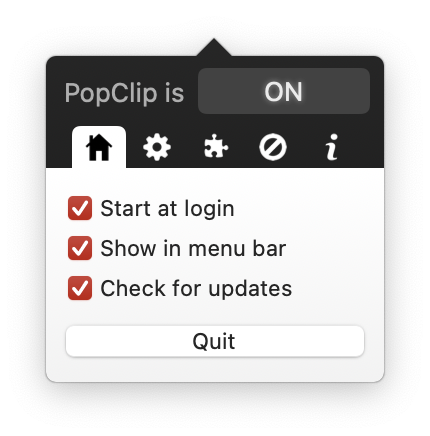 PopClip is ON
Start at login
Show in menu bar
Check for updates
Quit